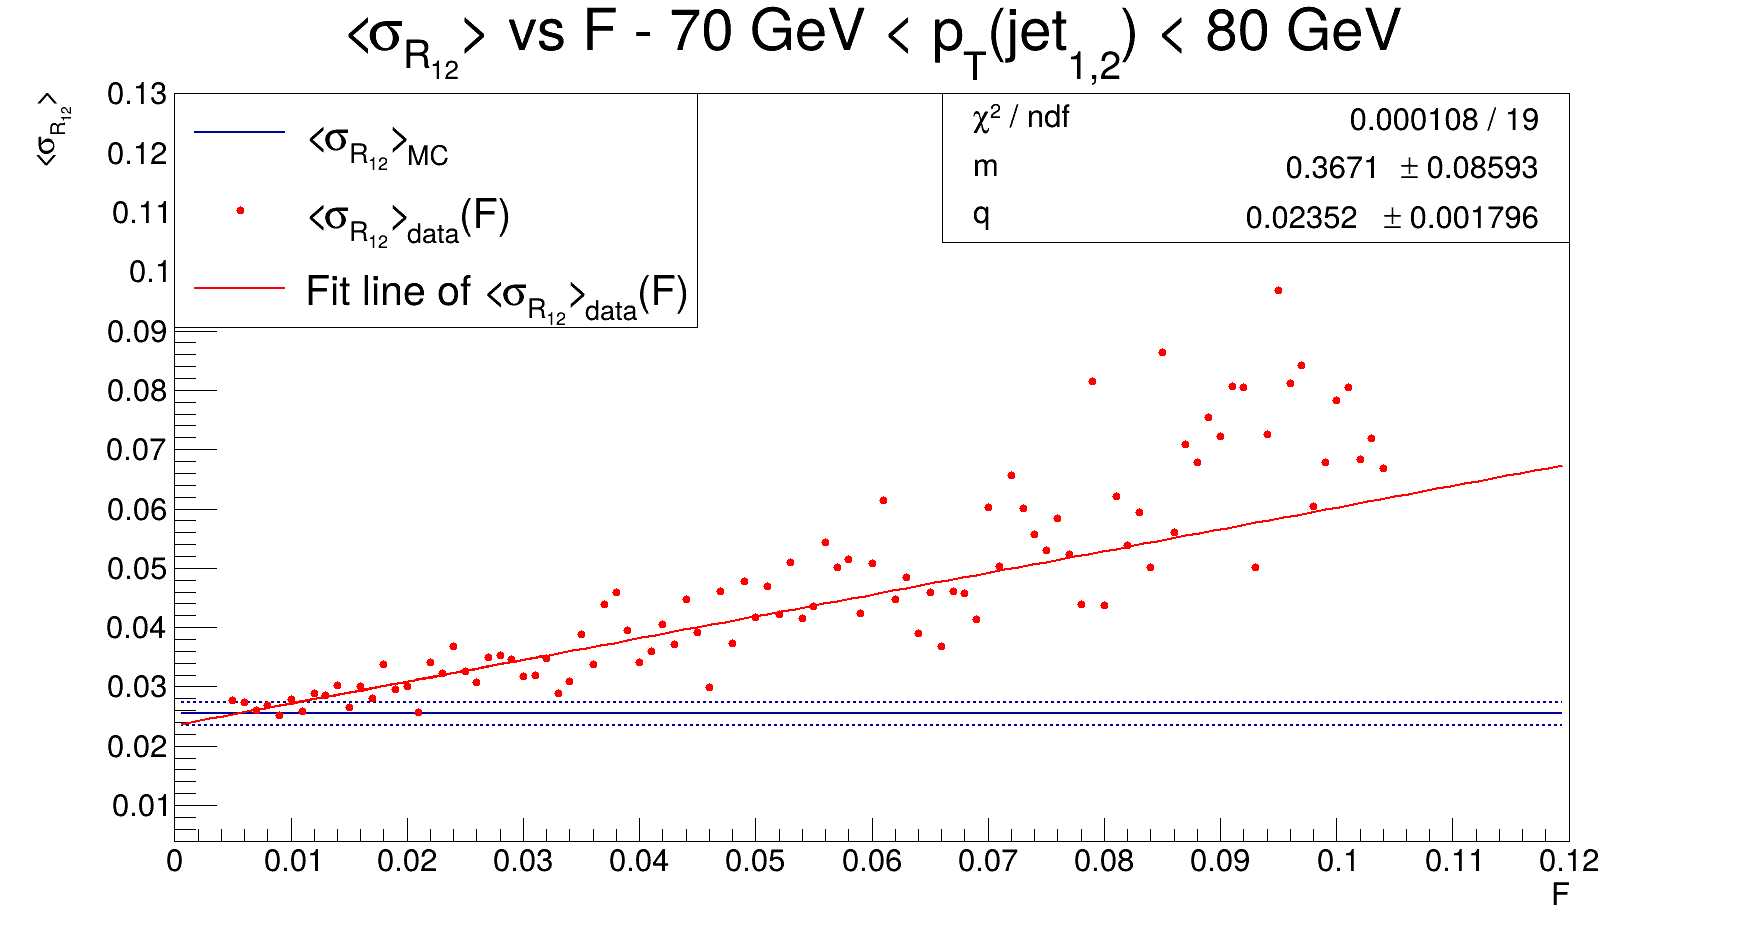 <σR12> vs F - 70 GeV < pT(jet1,2) < 80 GeV
<σR12>
0.13
0.12
0.11
0.1
0.09
0.08
0.07
0.06
0.05
0.04
0.03
0.02
0.01
<σR12>MC
<σR12>data(F)
Fit line of <σR12>data(F)
χ2 / ndf 0.000108 / 19
m 0.3671 ± 0.08593
q 0.02352 ± 0.001796
0 0.01 0.02 0.03 0.04 0.05 0.06 0.07 0.08 0.09 0.1 0.11 0.12
F